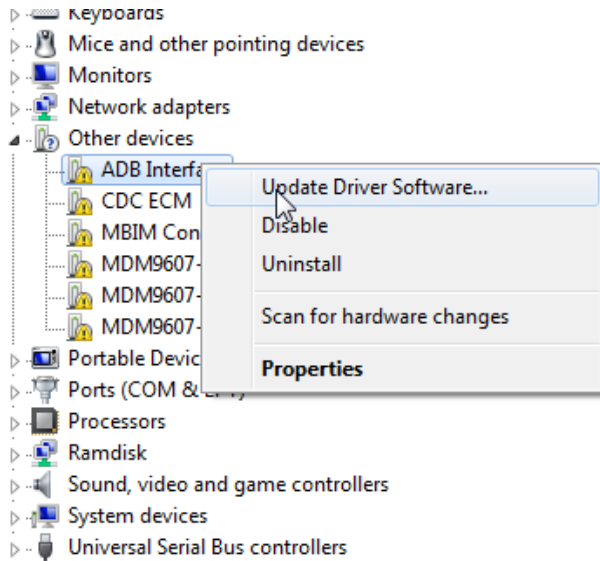 Keyboards
Mice and other pointing devices
Monitors
Network adapters
Other devices
ADB Interfa
Update Driver Software...
CDC ECM
Disable
MBIM Con
MDM9607-
Uninstall
MDM9607-
Scan for hardware changes
MDM9607-
Portable Devic
Properties
Ports (COM &
Processors
Ramdisk
Sound, video and game controllers
System devices
Universal Serial Bus controllers